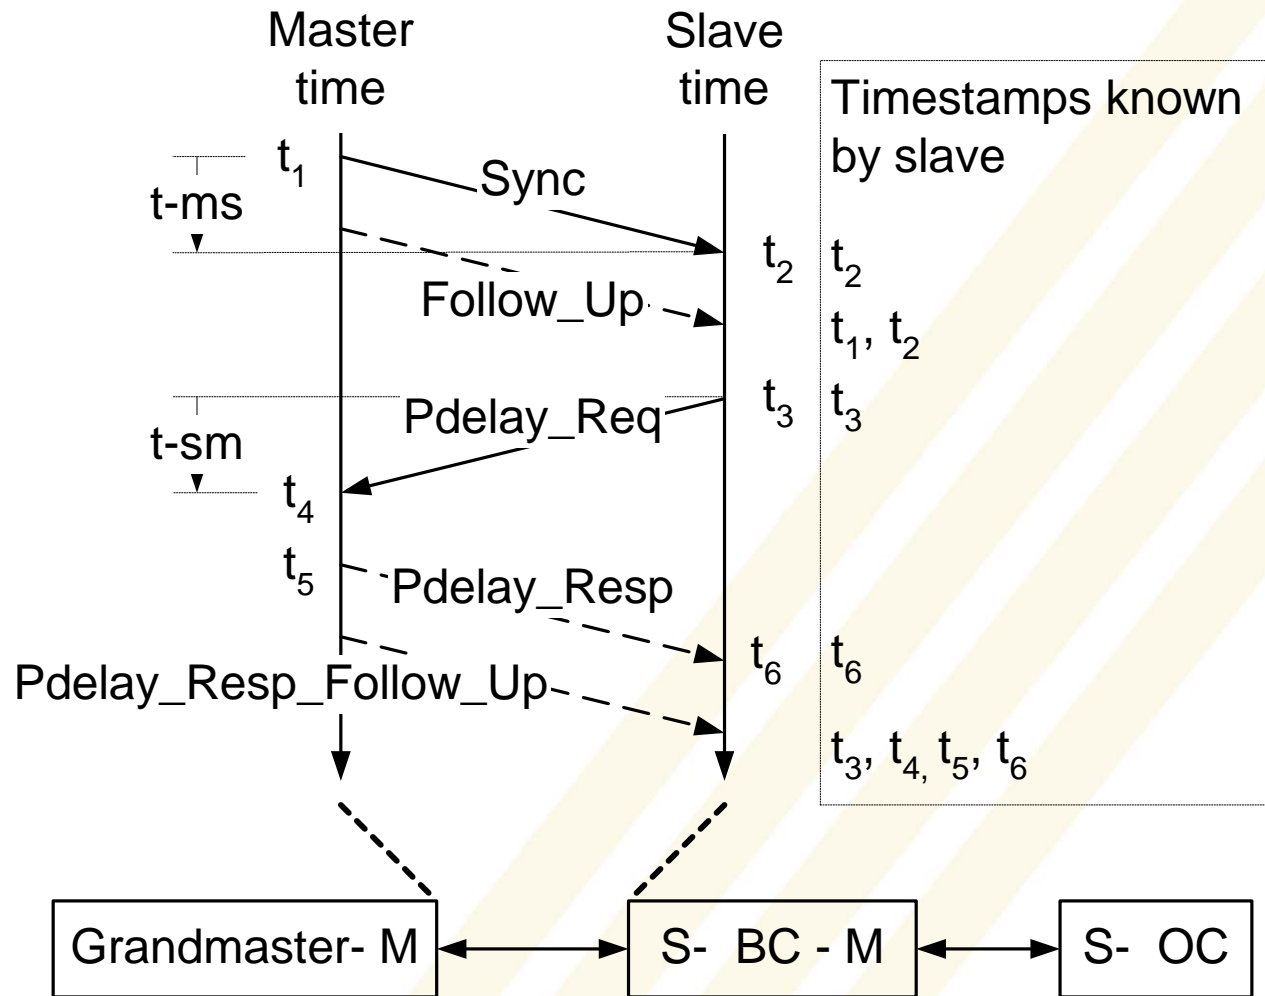 Master time
Slave time
Timestamps known by slave
t1
t-ms
Sync
t2
t2
Follow_Up
t1, t2
t3
t3
Pdelay_Req
t-sm
t4
t5
Pdelay_Resp
t6
t6
Pdelay_Resp_Follow_Up
t3, t4, t5, t6
Grandmaster- M
S- BC - M
S- OC